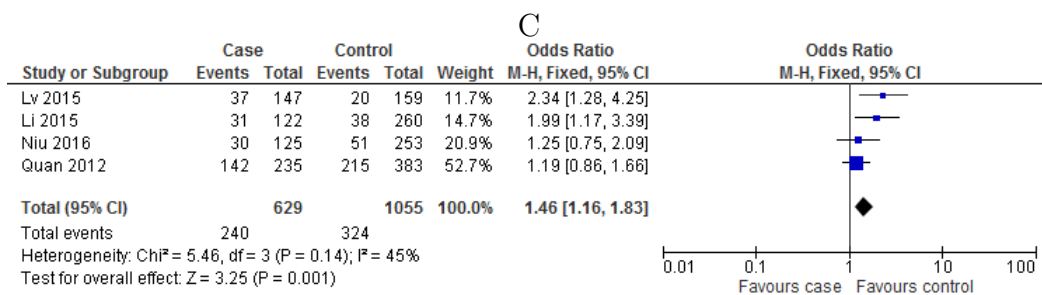 C
Case Control Odds Ratio Odds Ratio
Study or Subgroup Events Total Events Total Weight M-H, Fixed, 95% CI M-H, Fixed, 95% CI
Lv 2015 37 147 20 159 11.7% 2.34 [1.28, 4.25]
Li 2015 31 122 38 260 14.7% 1.99 [1.17, 3.39]
Niu 2016 30 125 51 253 20.9% 1.25 [0.75, 2.09]
Quan 2012 142 235 215 383 52.7% 1.19 [0.86, 1.66]
Total (95% CI) 629 1055 100.0% 1.46 [1.16, 1.83]
Total events 240 324
Heterogeneity: Chi² = 5.46, df = 3 (P = 0.14); I² = 45%
Test for overall effect: Z = 3.25 (P = 0.001)
0.01 0.1 1 10 100
Favours case Favours control